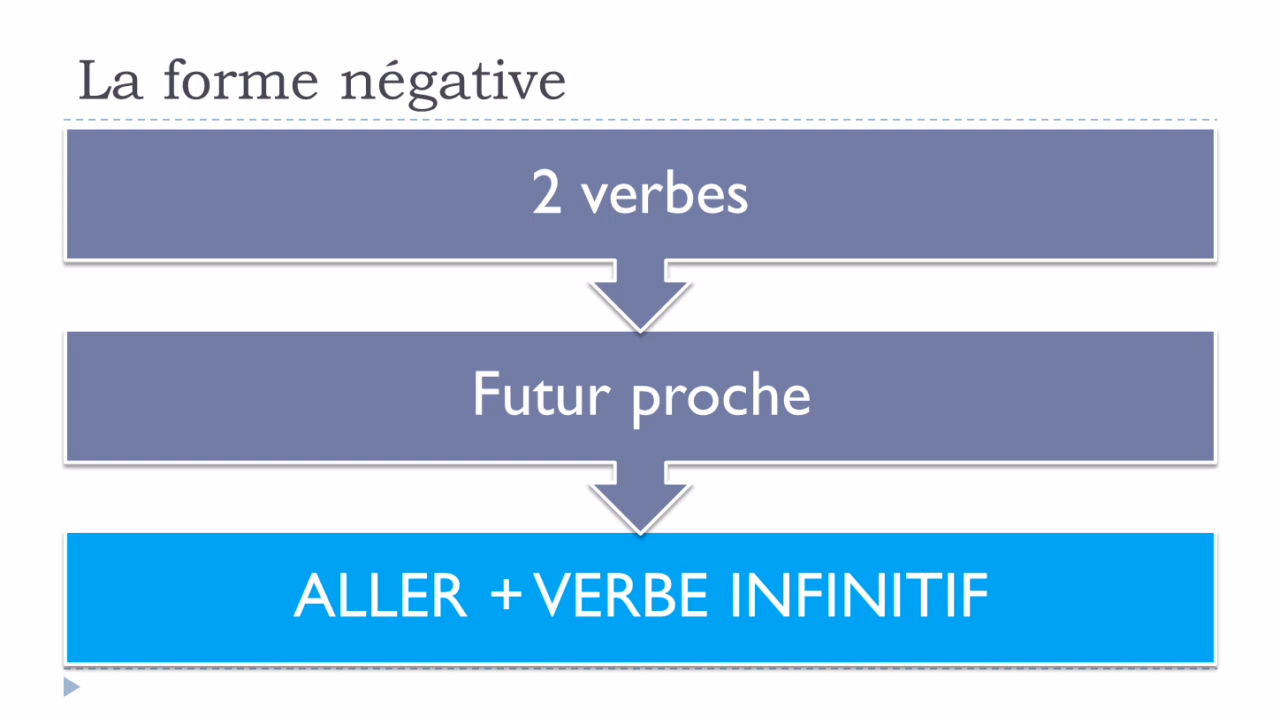 La forme négative
2 verbes
Futur proche
ALLER + VERBE INFINITIF